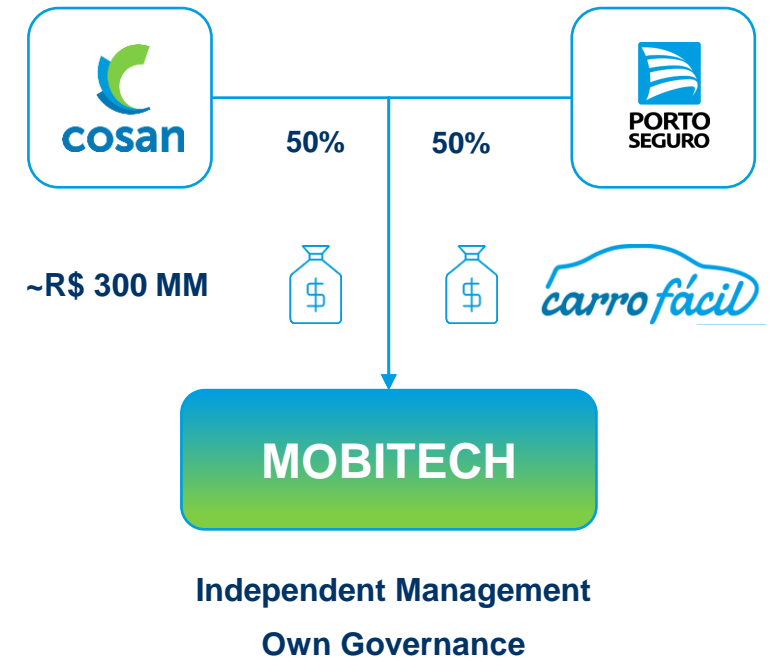 cosan
50%
50%
PORTO
SEGURO
~R$ 300 MM
$
$
carro fácil
MOBITECH
Independent Management
Own Governance